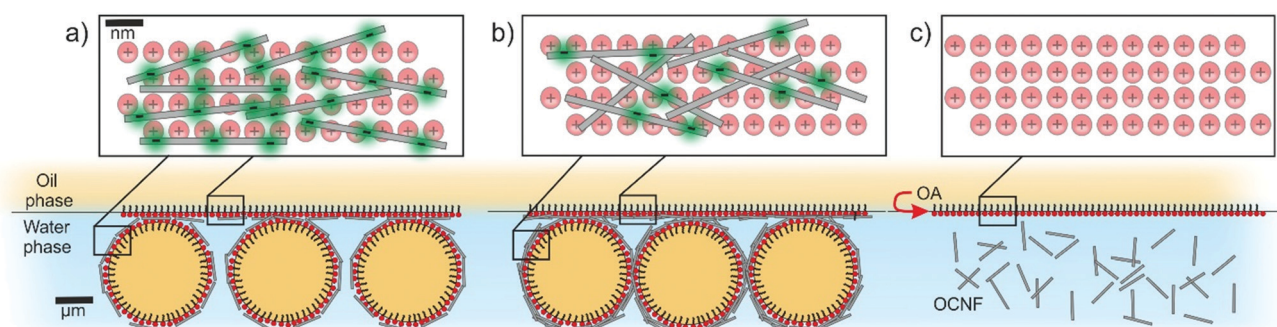 a)
nm
b)
c)
Oil
phase
Water
phase
OA
OCNF
µm